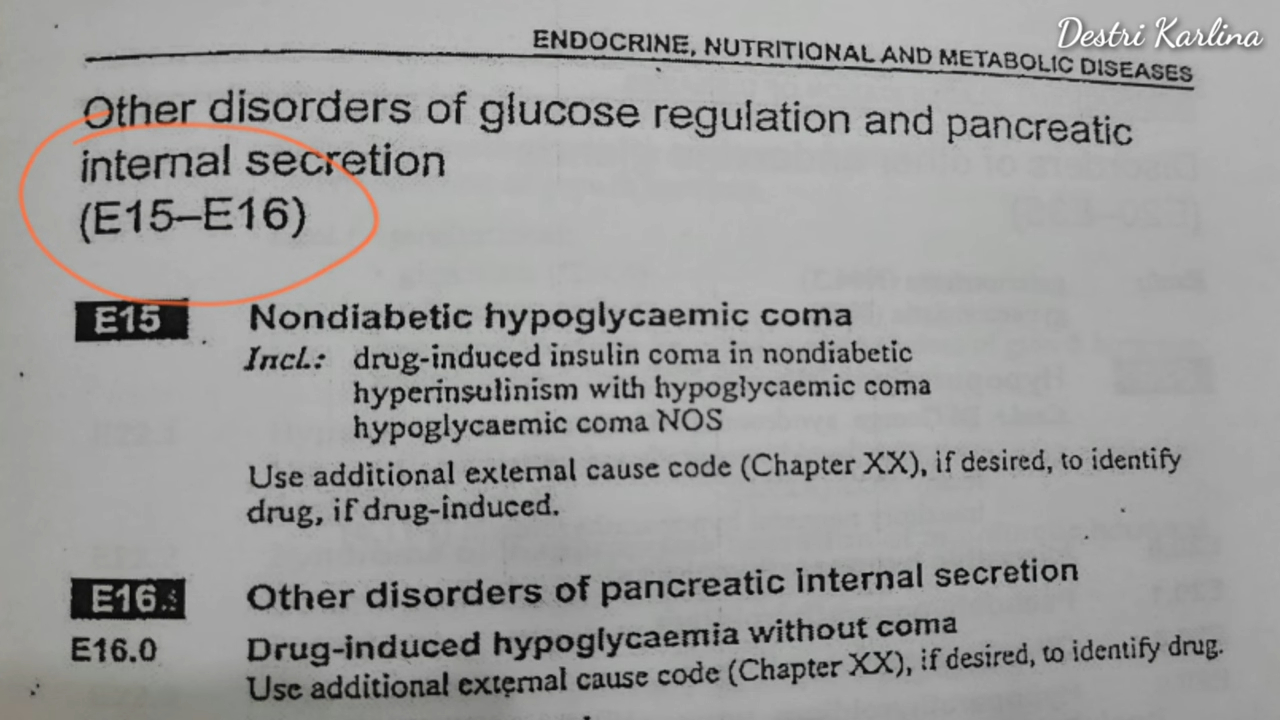 Destri Karlina
ENDOCRINE, NUTRITIONAL AND METABOLIC DISEASES
Other disorders of glucose regulation and pancreatic
internal secretion
(E15–E16)
E15 Nondiabetic hypoglycaemic coma
Incl.: drug-induced insulin coma in nondiabetic
hyperinsulinism with hypoglycaemic coma
hypoglycaemic coma NOS
Use additional external cause code (Chapter XX), if desired, to identify
drug, if drug-induced.
E16 Other disorders of pancreatic internal secretion
E16.0 Drug-induced hypoglycaemia without coma
Use additional external cause code (Chapter XX), if desired, to identify drug.